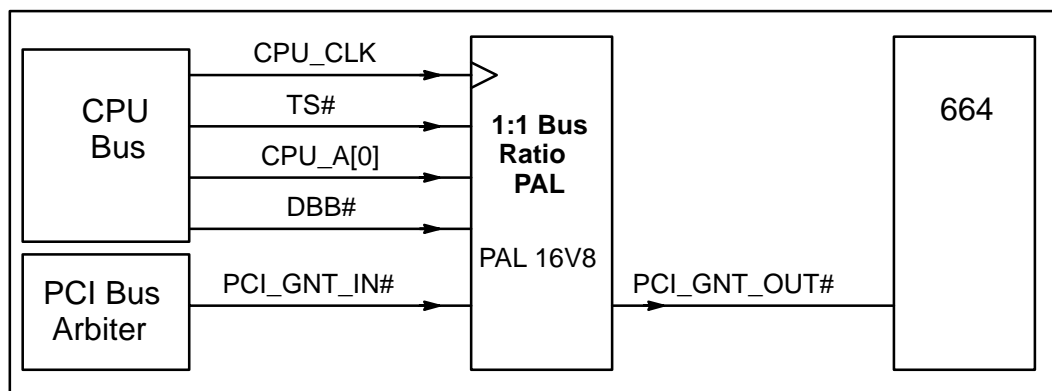 CPU
Bus
CPU_CLK
TS#
CPU_A[0]
DBB#
PCI Bus
Arbiter
PCI_GNT_IN#
1:1 Bus
Ratio
PAL
PAL 16V8
PCI_GNT_OUT#
664